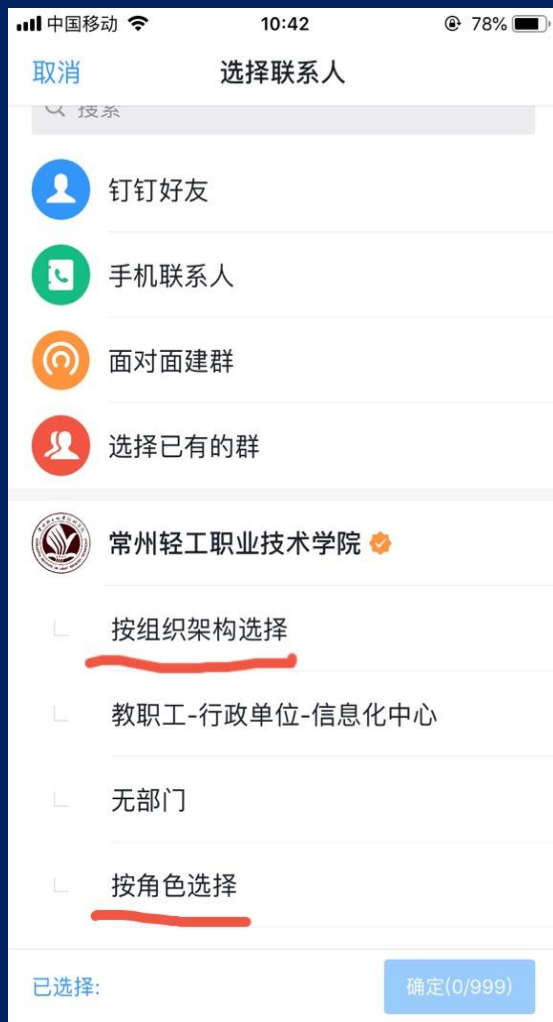 中国移动 10:42 78%
取消 选择联系人
搜索
钉钉好友
手机联系人
面对面建群
选择已有的群
常州轻工职业技术学院
按组织架构选择
教职工-行政单位-信息化中心
无部门
按角色选择
已选择: 确定(0/999)